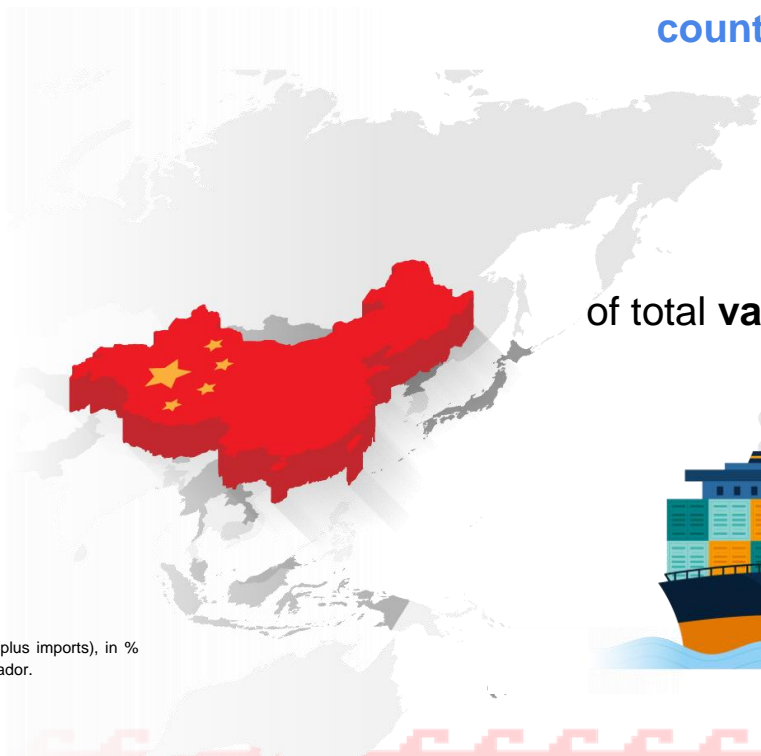 count
of total va
plus imports), in %
ador.